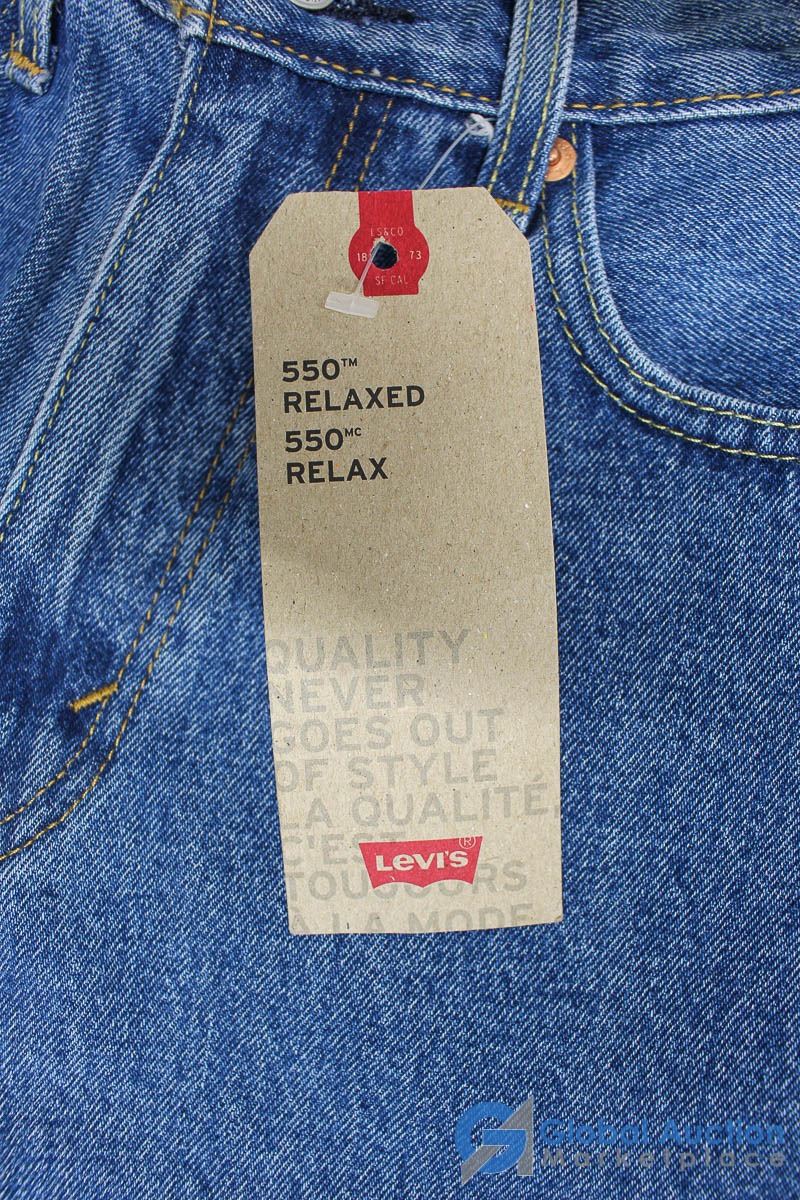 LS&CO
18 73
SF CAL
550™
RELAXED
550MC
RELAX
QUALITY
NEVER
GOES OUT
OF STYLE
LA QUALITÉ,
C'EST
TOUJOURS
À LA MODE
LEVI'S®
Global Auction
Marketplace